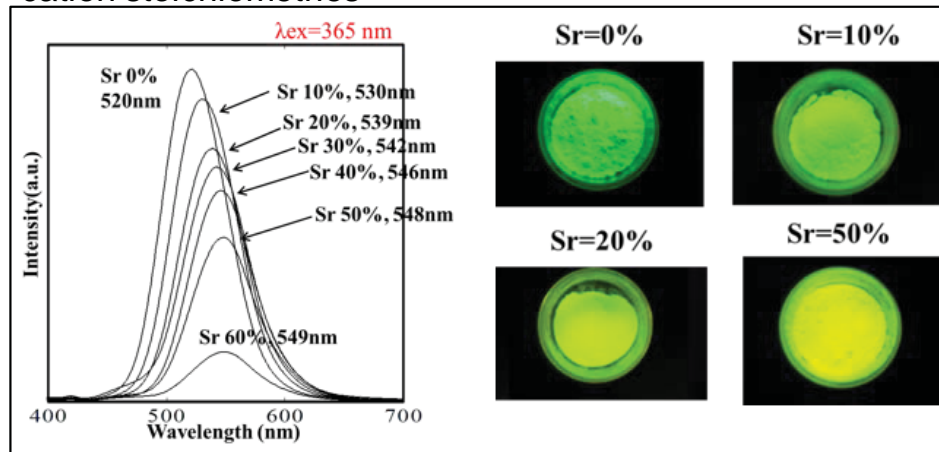 λex=365 nm
Sr 0%
520nm
Sr 10%, 530nm
Sr 20%, 539nm
Sr 30%, 542nm
Sr 40%, 546nm
Sr 50%, 548nm
Sr 60%, 549nm
Intensity(a.u.)
400
500
600
700
Wavelength (nm)
Sr=0%
Sr=10%
Sr=20%
Sr=50%